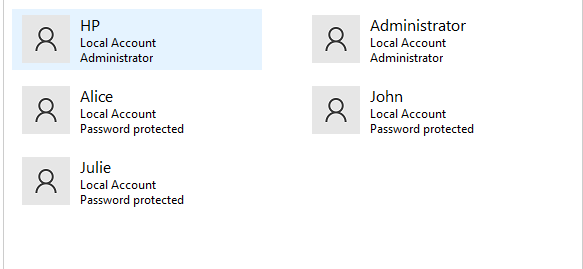 HP
Local Account
Administrator
Administrator
Local Account
Administrator
Alice
Local Account
Password protected
John
Local Account
Password protected
Julie
Local Account
Password protected